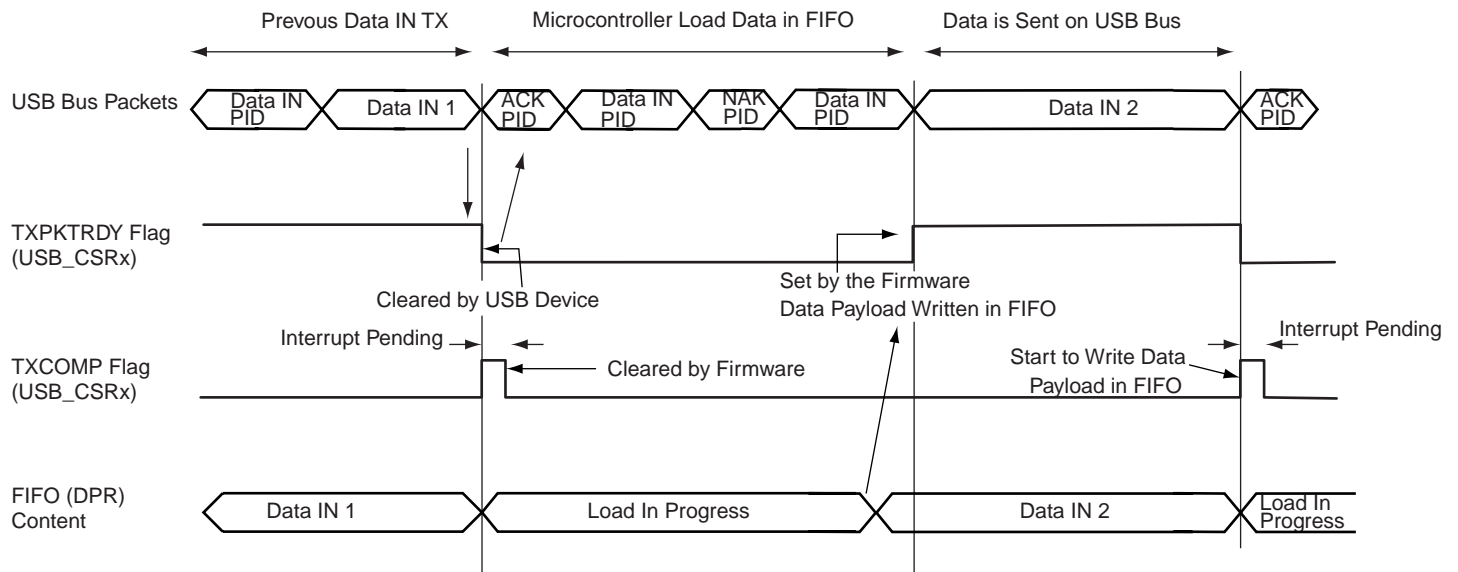 Prevous Data IN TX
Microcontroller Load Data in FIFO
Data is Sent on USB Bus
USB Bus Packets
Data IN
PID
Data IN 1
ACK
PID
Data IN
PID
NAK
PID
Data IN
PID
Data IN 2
ACK
PID
TXPKTRDY Flag
(USB_CSRx)
Cleared by USB Device
Set by the Firmware
Data Payload Written in FIFO
Interrupt Pending
Interrupt Pending
TXCOMP Flag
(USB_CSRx)
Cleared by Firmware
Start to Write Data
Payload in FIFO
FIFO (DPR)
Content
Data IN 1
Load In Progress
Data IN 2
Load In
Progress